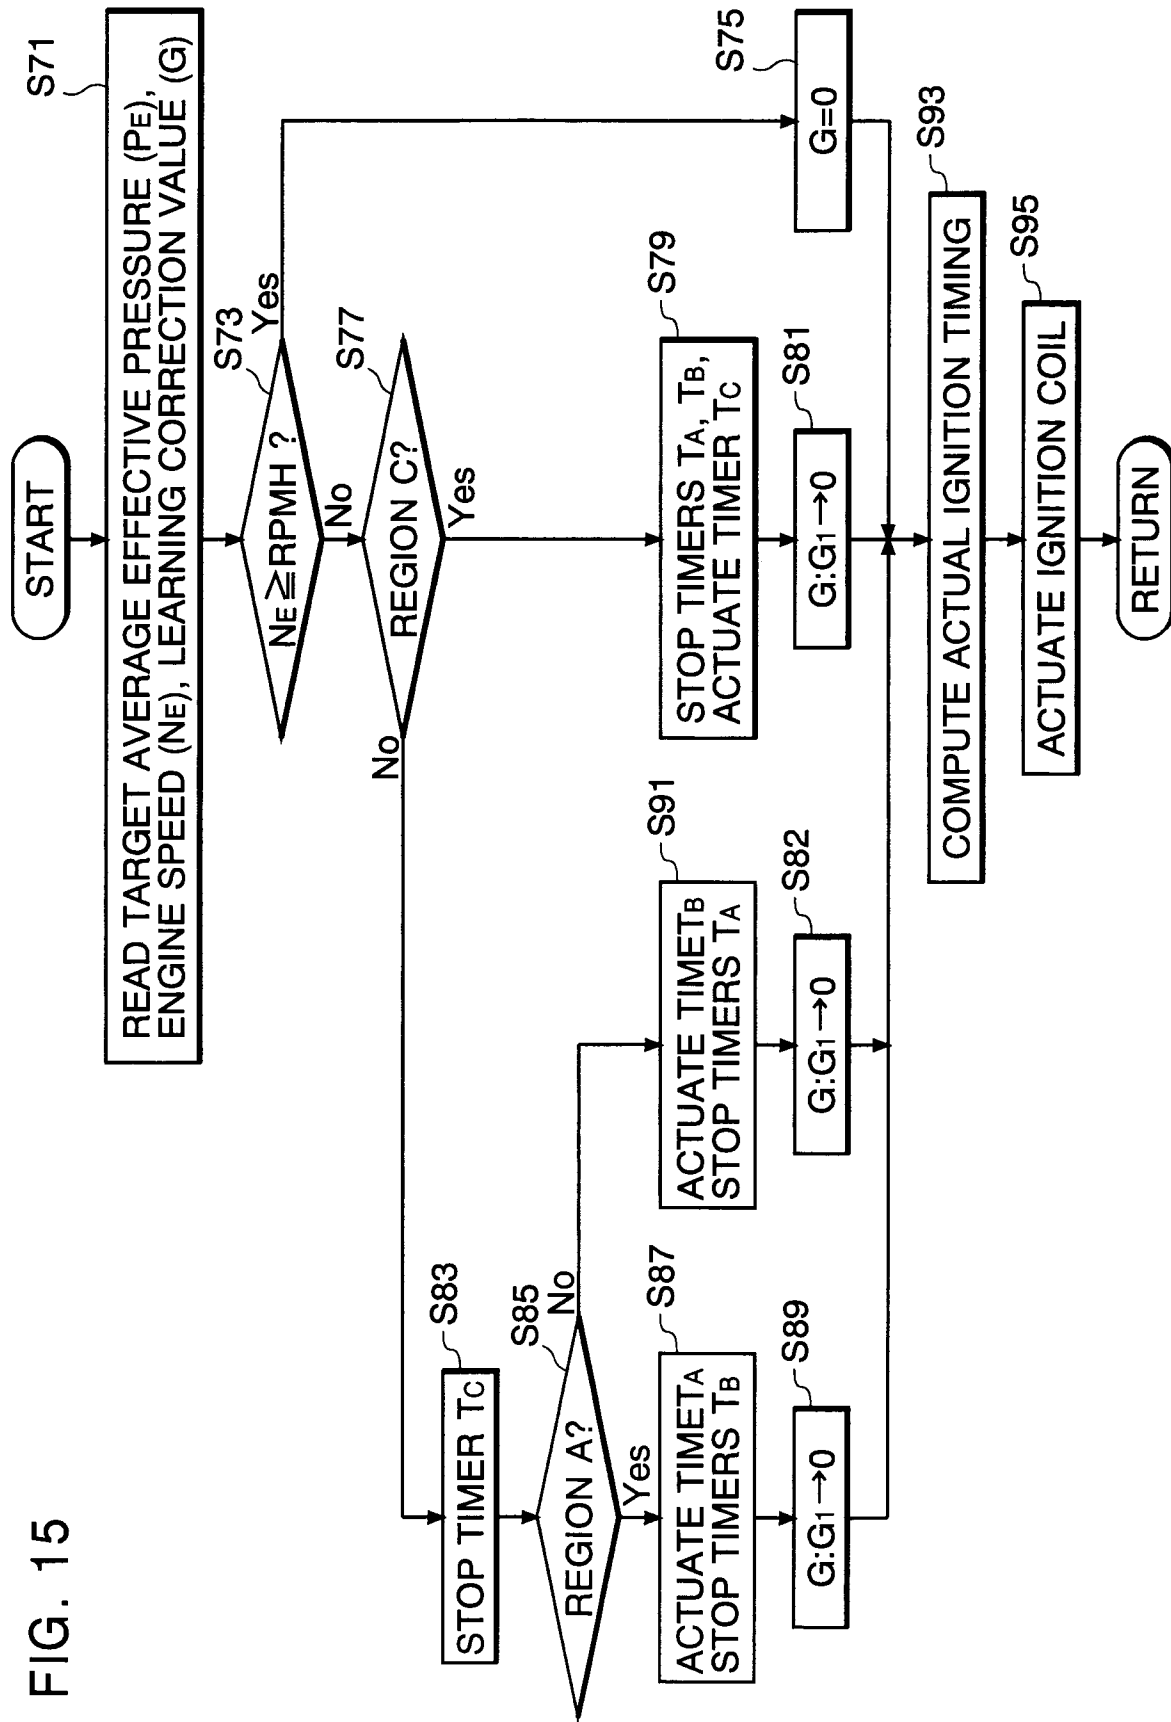 FIG. 15
START
S71
READ TARGET AVERAGE EFFECTIVE PRESSURE (PE),
ENGINE SPEED (NE), LEARNING CORRECTION VALUE (G)
S73
NE≧RPMH ?
Yes
No
S77
REGION C?
No
Yes
S83
STOP TIMER TC
S85
REGION A?
No
Yes
S87
ACTUATE TIMETA
STOP TIMERS TB
S91
ACTUATE TIMETB
STOP TIMERS TA
S79
STOP TIMERS TA, TB,
ACTUATE TIMER TC
S75
G=0
S89
G:G1→0
S82
G:G1→0
S81
G:G1→0
S93
COMPUTE ACTUAL IGNITION TIMING
S95
ACTUATE IGNITION COIL
RETURN